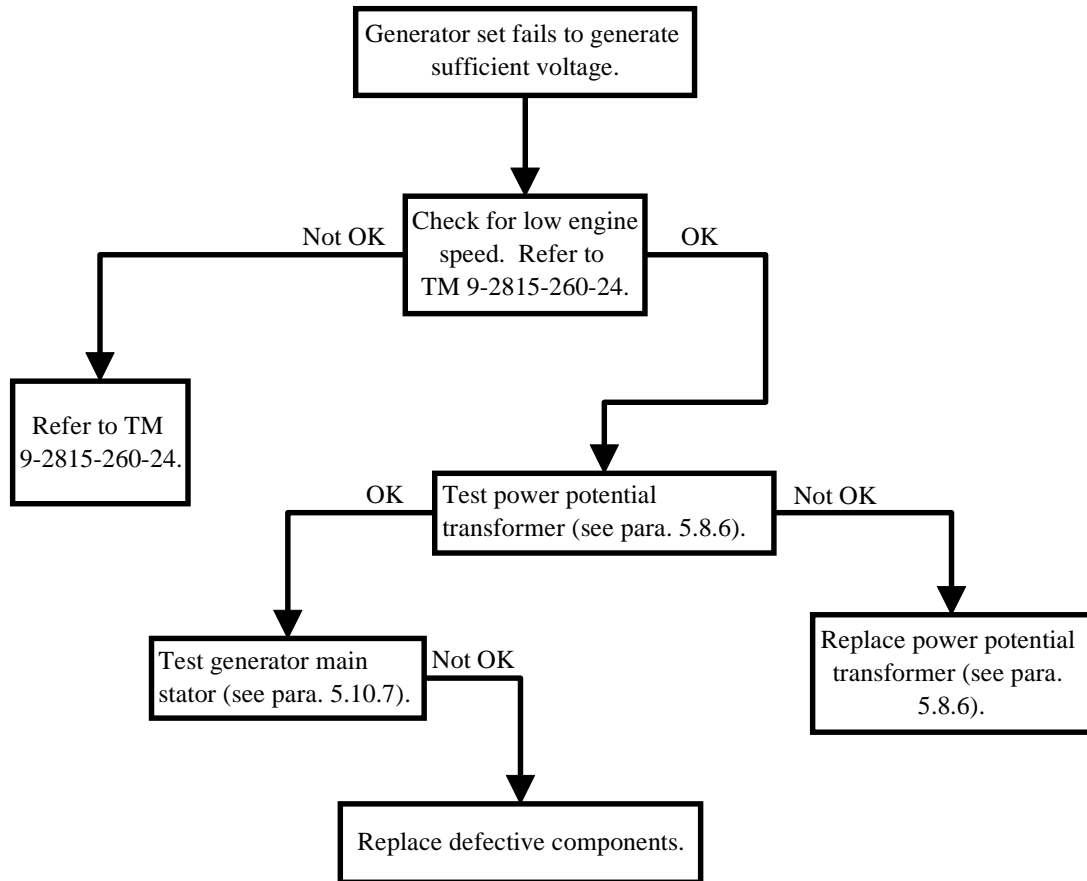 Generator set fails to generate
sufficient voltage.
Check for low engine
speed.  Refer to
TM 9-2815-260-24.
Not OK
OK
Refer to TM
9-2815-260-24.
Test power potential
transformer (see para. 5.8.6).
OK
Not OK
Test generator main
stator (see para. 5.10.7).
Not OK
Replace power potential
transformer (see para.
5.8.6).
Replace defective components.